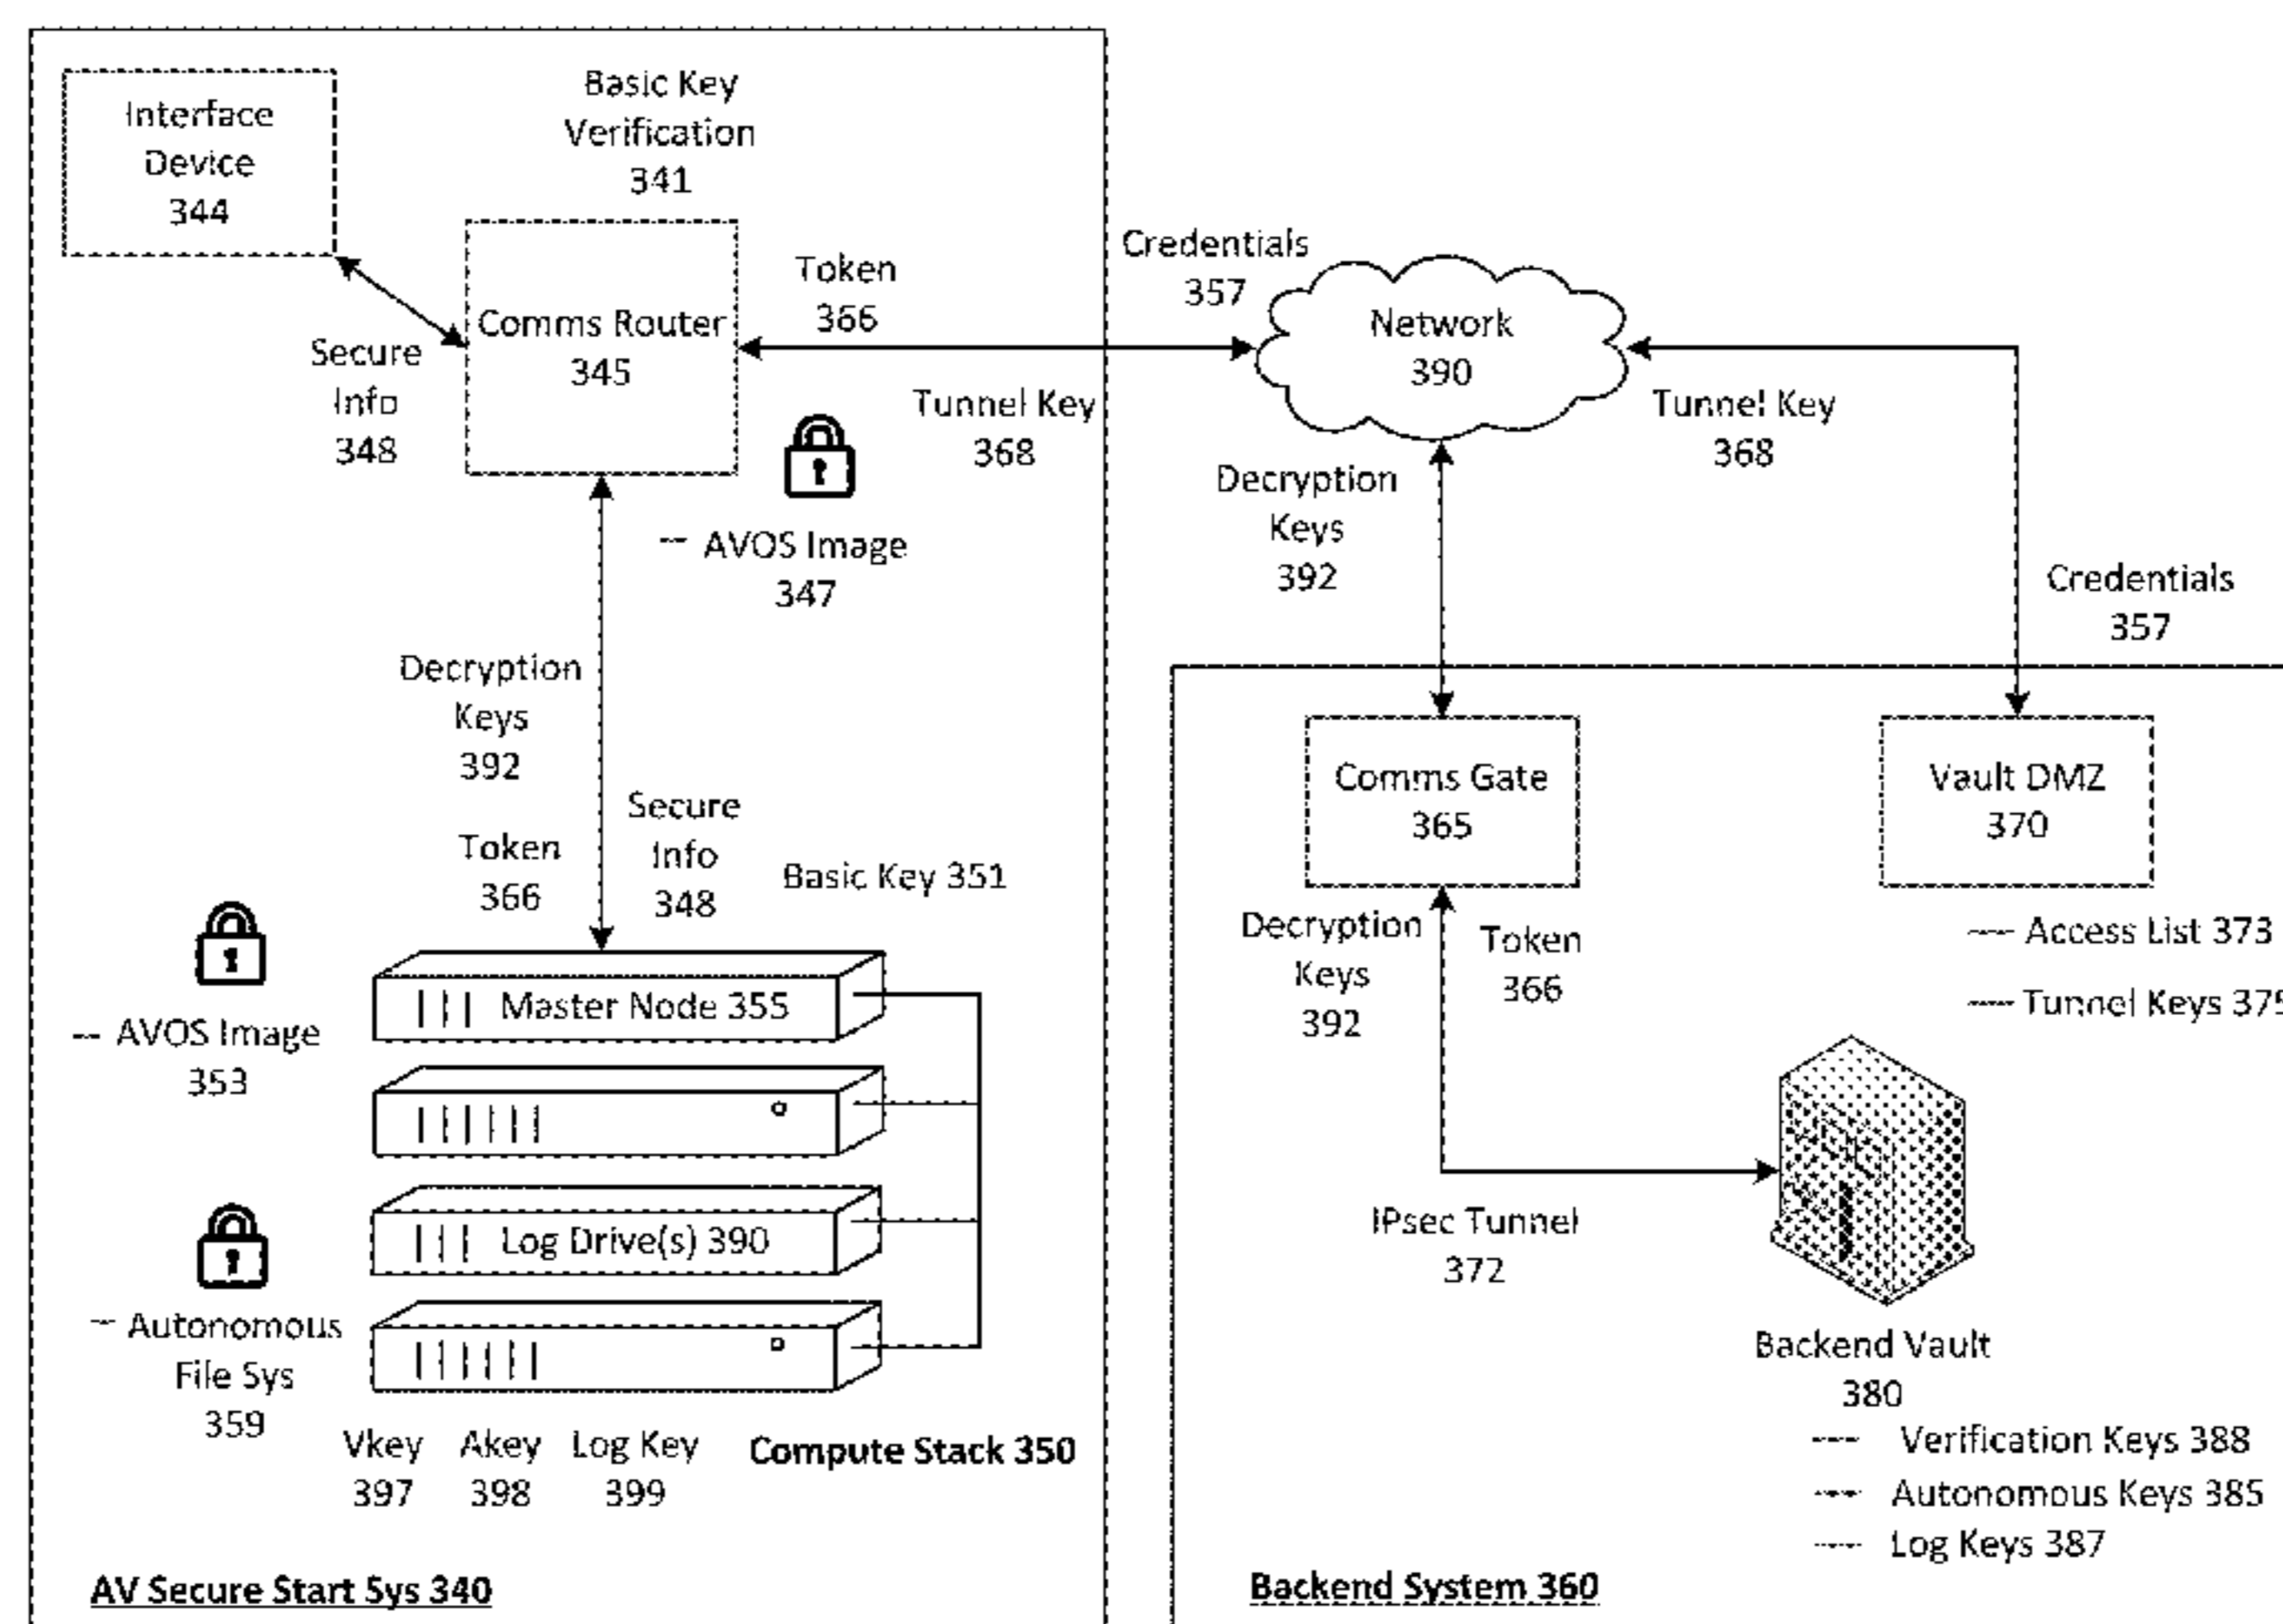 Interface
Device
344
Basic Key
Verification
341
Comms Router
345
Secure
Info
348
Token
366
Tunnel Key
368
-- AVOS Image
347
Credentials
357
Network
390
Tunnel Key
368
Decryption
Keys
392
Credentials
357
Decryption
Keys
392
Token
366
Secure
Info
348
Basic Key 351
-- AVOS Image
353
Master Node 355
Log Drive(s) 390
-- Autonomous
File Sys
359
Vkey
397
Akey
398
Log Key
399
Compute Stack 350
AV Secure Start Sys 340
Comms Gate
365
Vault DMZ
370
--- Access List 373
--- Tunnel Keys 375
Decryption
Keys
392
Token
366
IPsec Tunnel
372
Backend Vault
380
--- Verification Keys 388
--- Autonomous Keys 385
--- Log Keys 387
Backend System 360